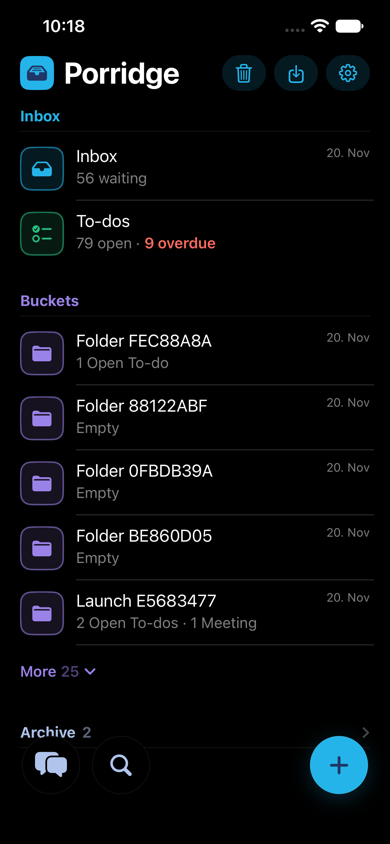 10:18
Porridge
Inbox
Inbox
20. Nov
56 waiting
To-dos
79 open · 9 overdue
Buckets
Folder FEC88A8A
20. Nov
1 Open To-do
Folder 88122ABF
20. Nov
Empty
Folder 0FBDB39A
20. Nov
Empty
Folder BE860D05
20. Nov
Empty
Launch E5683477
20. Nov
2 Open To-dos · 1 Meeting
More 25
Archive 2